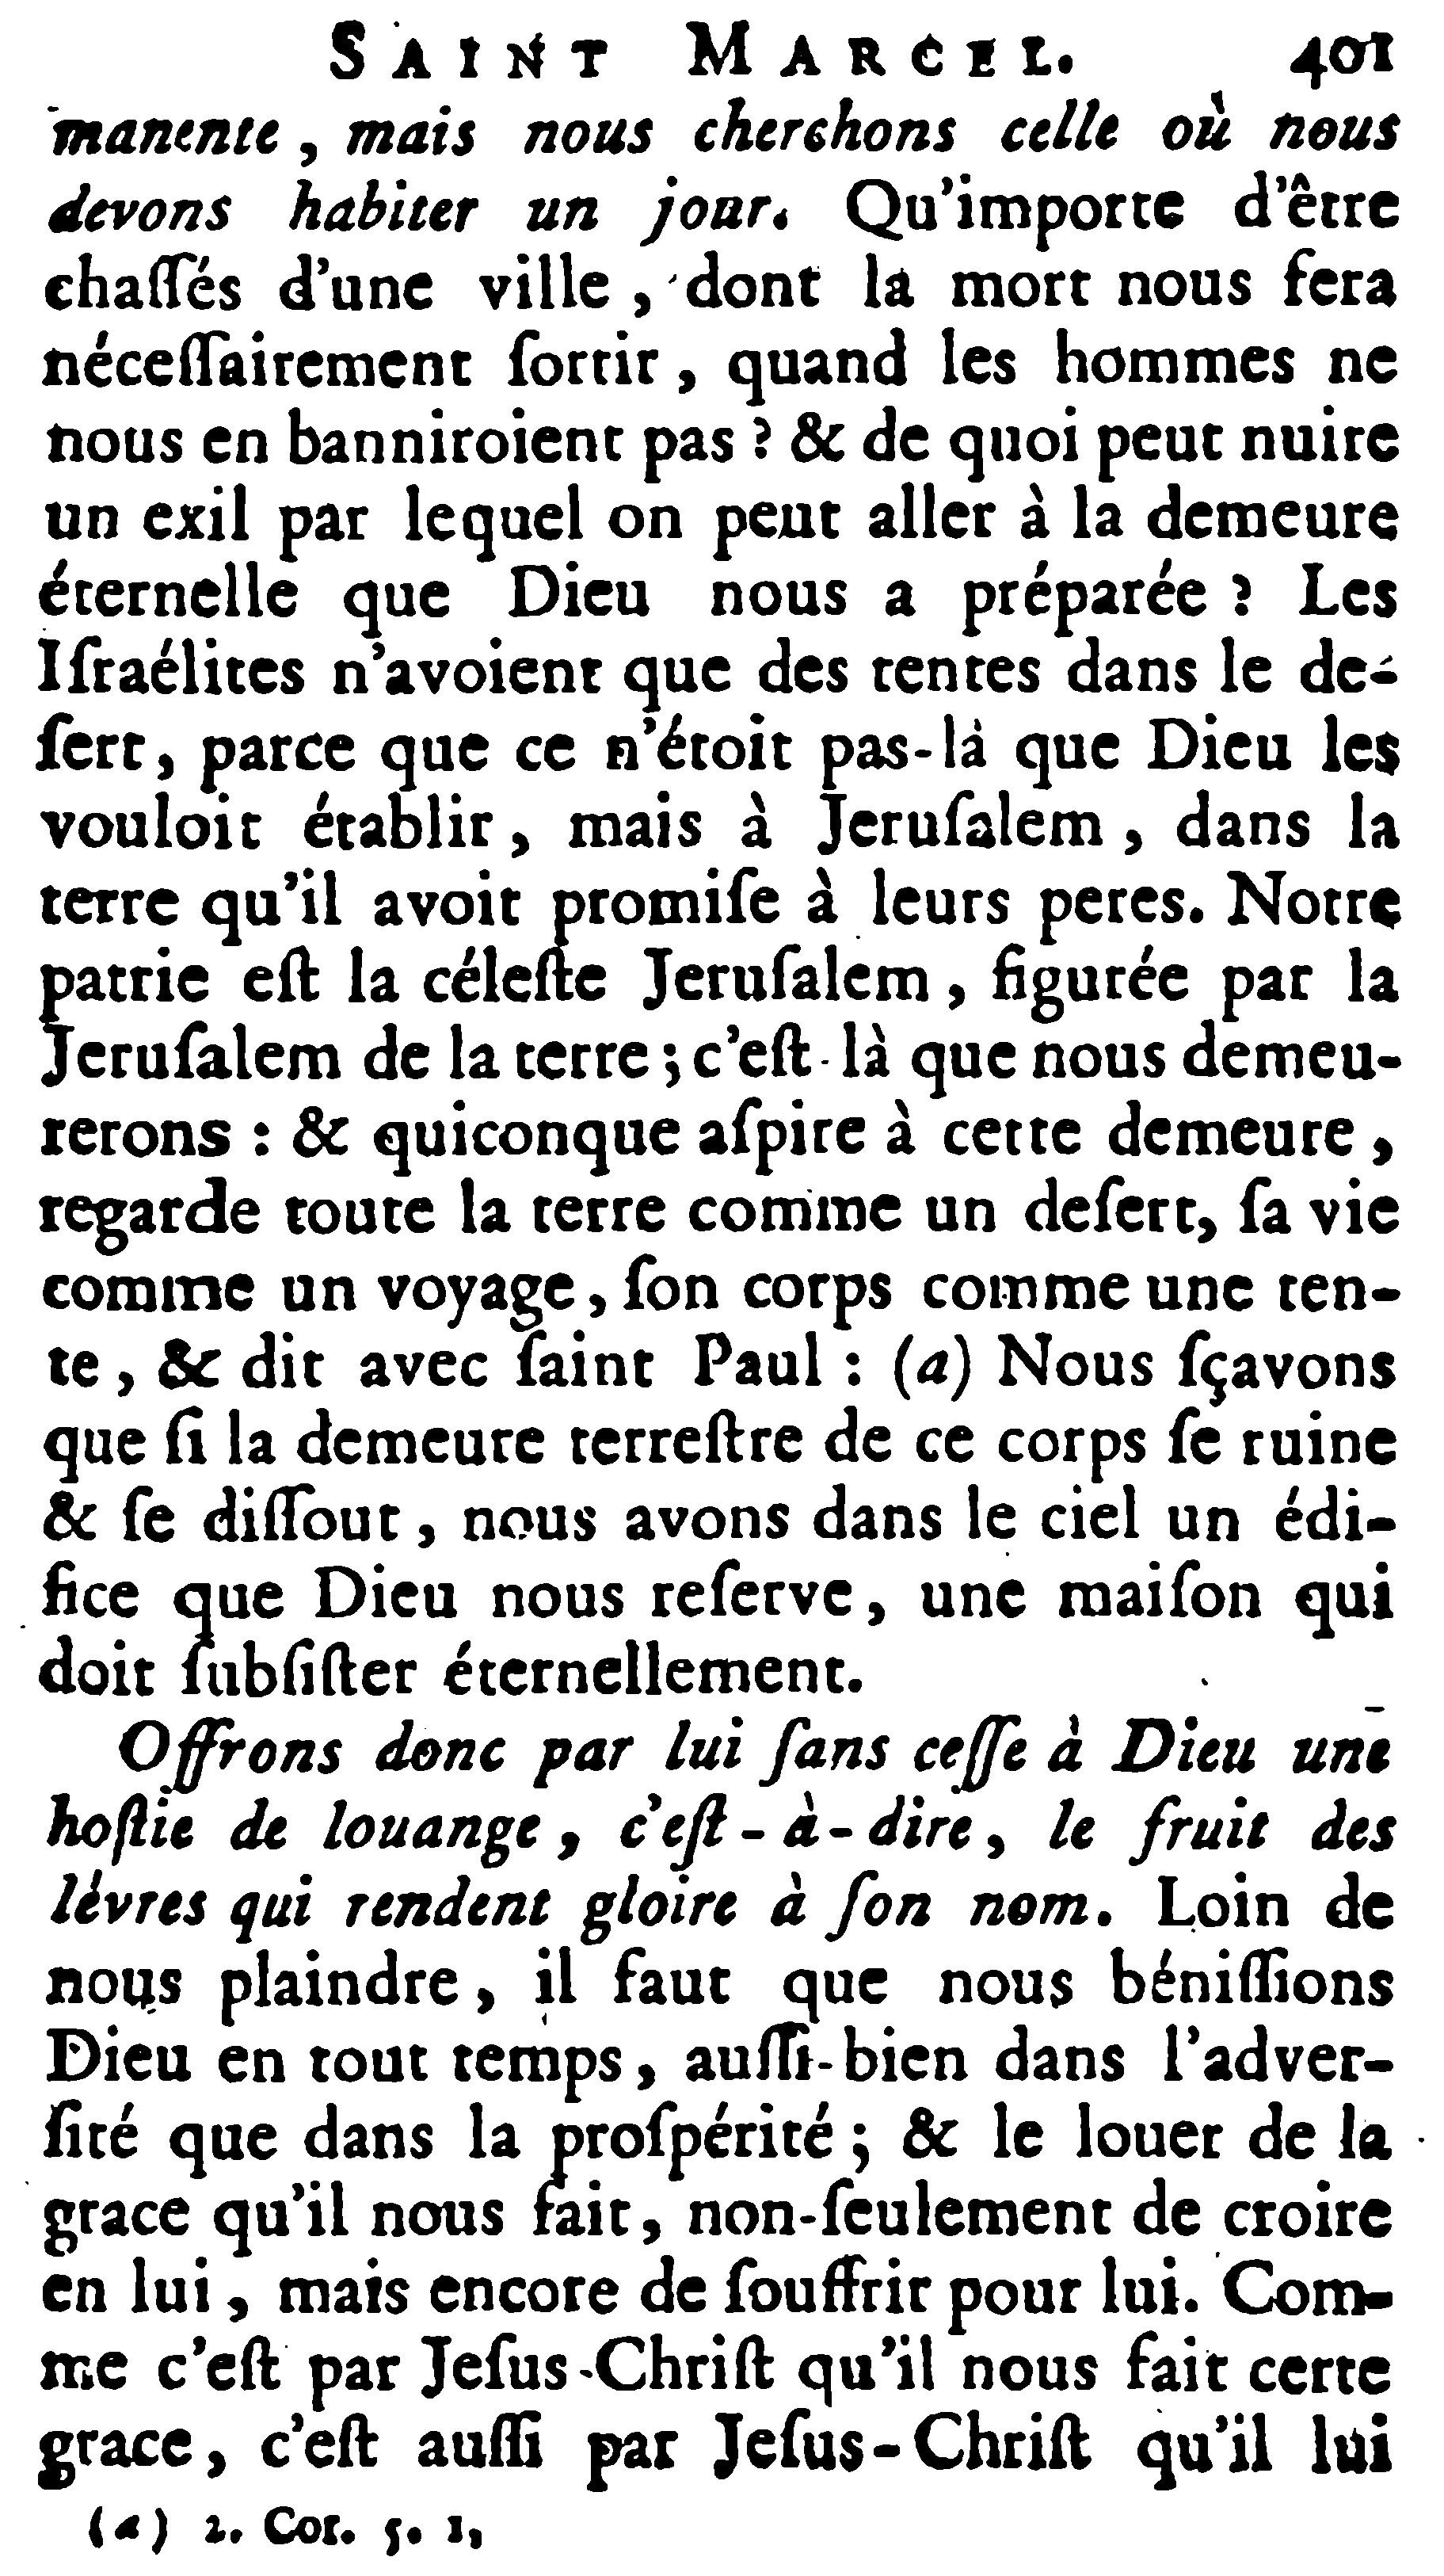 SAINT MARCEL. 401
manente, mais nous cherchons celle où nous
devons habiter un jour. Qu'importe d'être
chaſſés d'une ville, dont la mort nous fera
néceſſairement ſortir, quand les hommes ne
nous en banniroient pas ? & de quoi peut nuire
un exil par lequel on peut aller à la demeure
éternelle que Dieu nous a préparée ? Les
Iſraélites n'avoient que des tentes dans le de-
ſert, parce que ce n'étoit pas-là que Dieu les
vouloit établir, mais à Jeruſalem, dans la
terre qu'il avoit promiſe à leurs peres. Notre
patrie eſt la céleſte Jeruſalem, figurée par la
Jeruſalem de la terre ; c'eſt-là que nous demeu-
rerons : & quiconque aſpire à cette demeure,
regarde toute la terre comme un deſert, ſa vie
comme un voyage, ſon corps comme une ten-
te, & dit avec ſaint Paul : (a) Nous ſçavons
que ſi la demeure terreſtre de ce corps ſe ruine
& ſe diſſout, nous avons dans le ciel un édi-
fice que Dieu nous reſerve, une maiſon qui
doit ſubſiſter éternellement.
Offrons donc par lui ſans ceſſe à Dieu une
hoſtie de louange, c'eſt-à-dire, le fruit des
lévres qui rendent gloire à ſon nom. Loin de
nous plaindre, il faut que nous béniſſions
Dieu en tout temps, auſſi-bien dans l'adver-
ſité que dans la proſpérité ; & le louer de la
grace qu'il nous fait, non-ſeulement de croire
en lui, mais encore de ſouffrir pour lui. Com-
me c'eſt par Jeſus-Chriſt qu'il nous fait cette
grace, c'eſt auſſi par Jeſus-Chriſt qu'il lui
(a) 2. Cor. 5. 1,